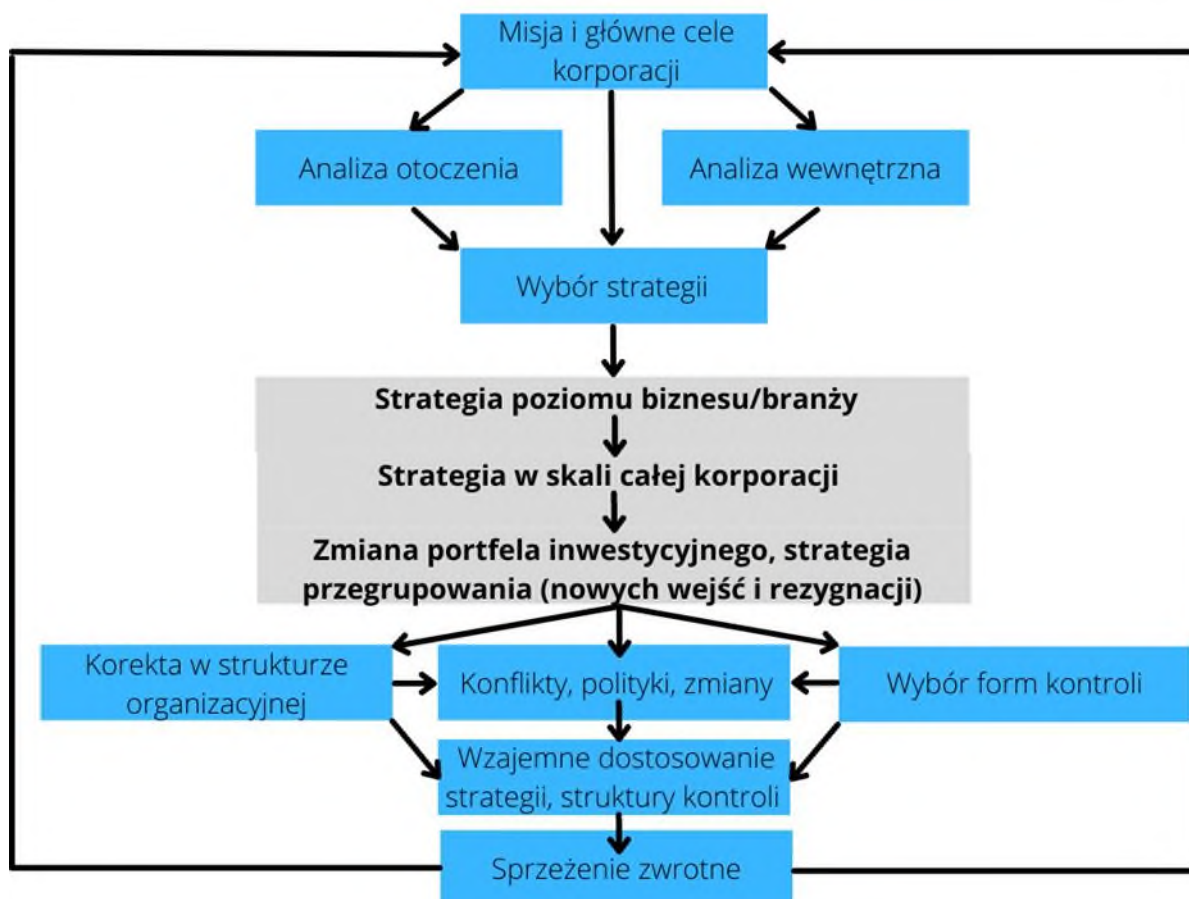 Misja i główne cele
korporacji
Analiza otoczenia
Analiza wewnętrzna
Wybór strategii
Strategia poziomu biznesu/branży
Strategia w skali całej korporacji
Zmiana portfela inwestycyjnego, strategia
przegrupowania (nowych wejść i rezygnacji)
Korekta w strukturze
organizacyjnej
Konflikty, polityki, zmiany
Wybór form kontroli
Wzajemne dostosowanie
strategii, struktury kontroli
Sprzeżenie zwrotne